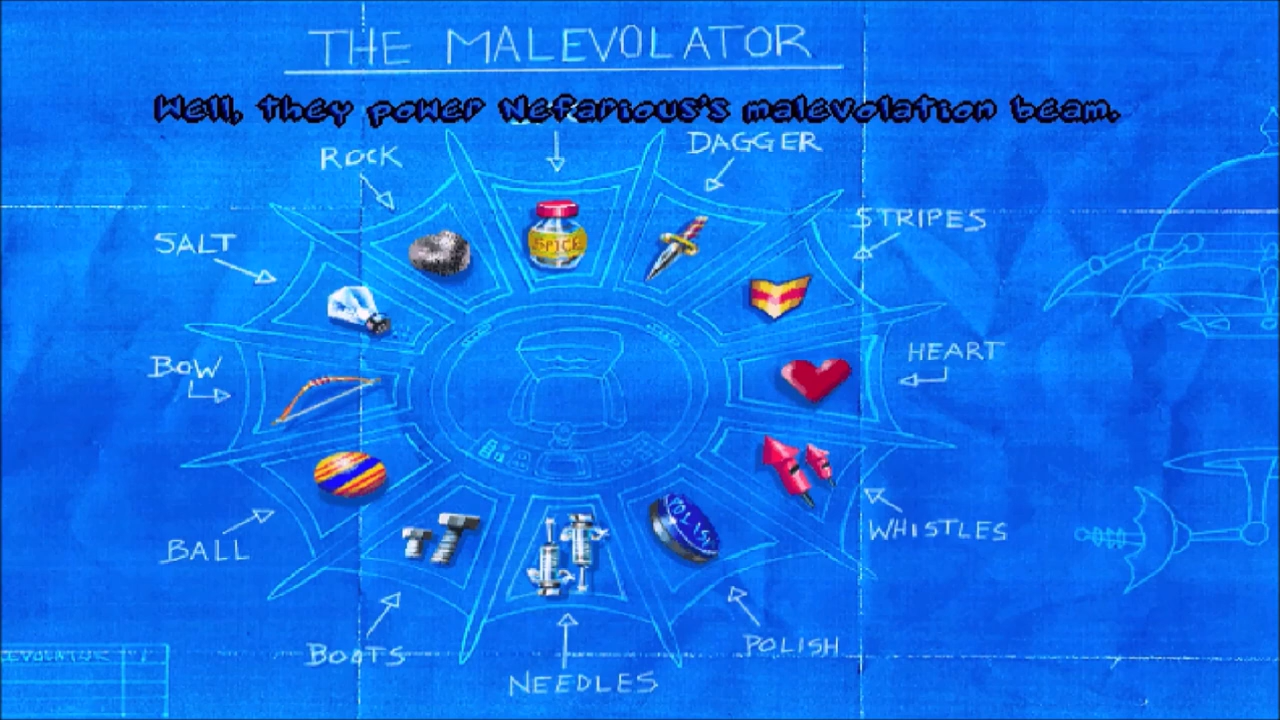 THE MALEVOLATOR
Well, they power Nefarious's malevolation beam.
ROCK
DAGGER
SALT
STRIPES
SPICE
BOW
HEART
BALL
POLISH
WHISTLES
BOOTS
POLISH
NEEDLES